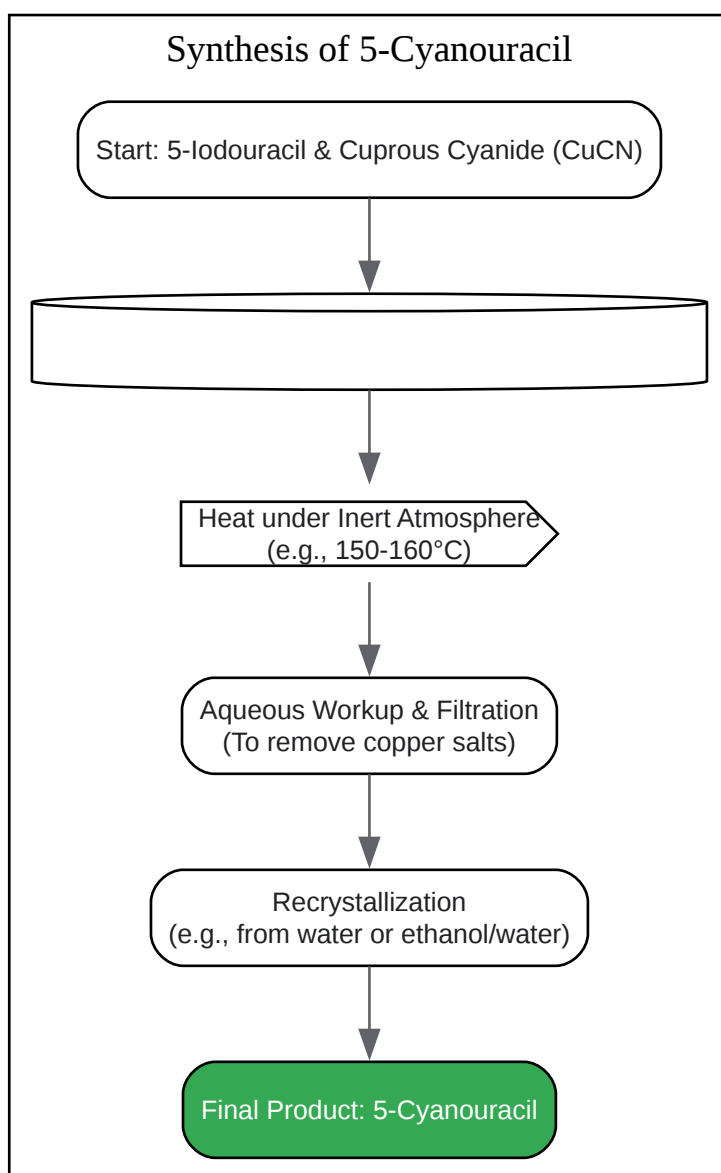 Synthesis of 5-Cyanouracil
Start: 5-Iodouracil & Cuprous Cyanide (CuCN)
Heat under Inert Atmosphere
(e.g., 150-160°C)
Aqueous Workup & Filtration
(To remove copper salts)
Recrystallization
(e.g., from water or ethanol/water)
Final Product: 5-Cyanouracil